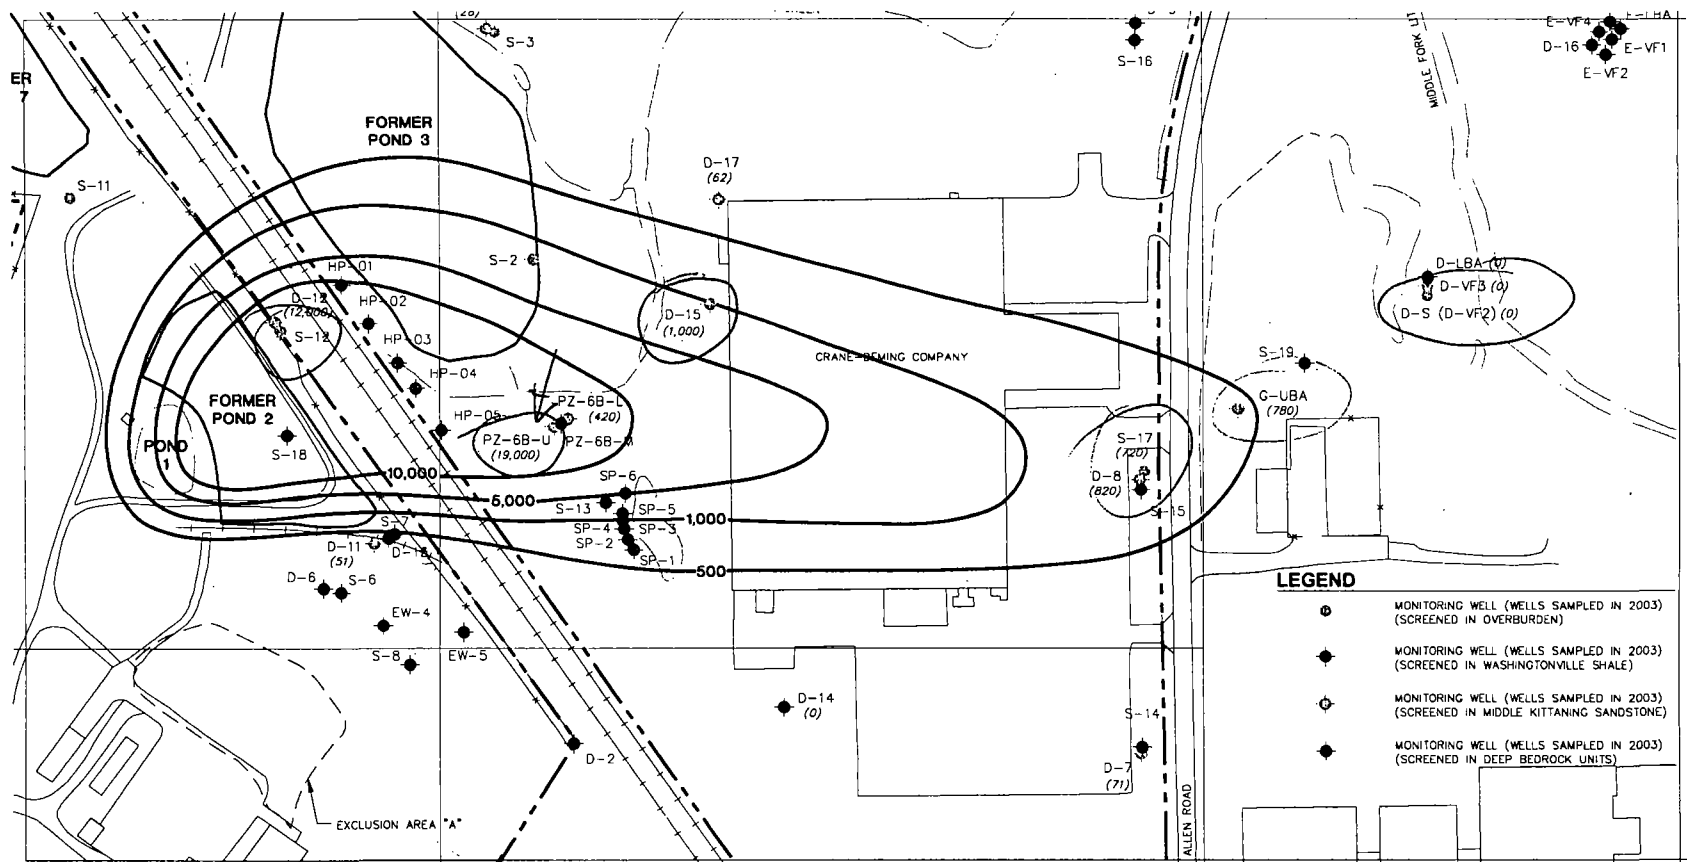 (28)
S-3
S-16
E-VF4
D-16
E-VF1
E-VF2
MIDDLE FORK
ER
7
FORMER
POND 3
D-17
(62)
S-11
S-2
HP-01
D-12
(12,000)
HP-02
S-12
HP-03
HP-04
D-15
(1,000)
CRANE-DEMING COMPANY
D-LBA (0)
D-VF3 (0)
D-S (D-VF2) (0)
S-19
G-UBA
(780)
FORMER
POND 2
POND
1
S-18
HP-05
PZ-6B-L
(420)
PZ-6B-U
(19,000)
PZ-6B-M
S-17
(720)
D-8
(820)
S-15
10,000
5,000
1,000
500
SP-6
S-13
SP-5
SP-4
SP-3
SP-2
SP-1
S-7
D-11
(51)
D-6
S-6
EW-4
S-8
EW-5
D-14
(0)
S-14
D-7
(71)
D-2
EXCLUSION AREA "A"
ALLEN ROAD
LEGEND
MONITORING WELL (WELLS SAMPLED IN 2003)
(SCREENED IN OVERBURDEN)
MONITORING WELL (WELLS SAMPLED IN 2003)
(SCREENED IN WASHINGTONVILLE SHALE)
MONITORING WELL (WELLS SAMPLED IN 2003)
(SCREENED IN MIDDLE KITTANING SANDSTONE)
MONITORING WELL (WELLS SAMPLED IN 2003)
(SCREENED IN DEEP BEDROCK UNITS)